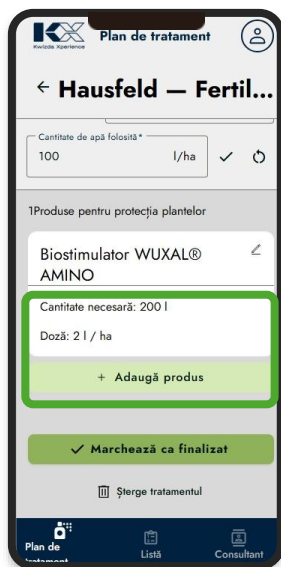 KX
Kwizda Xperience
Plan de tratament
← Hausfeld — Fertil...
Cantitate de apă folosită*
100 l/ha
1Produse pentru protecția plantelor
Biostimulator WUXAL®
AMINO
Cantitate necesară: 200 l
Doză: 2 l / ha
+ Adaugă produs
✓ Marchează ca finalizat
Șterge tratamentul
Plan de
tratament
Listă
Consultant